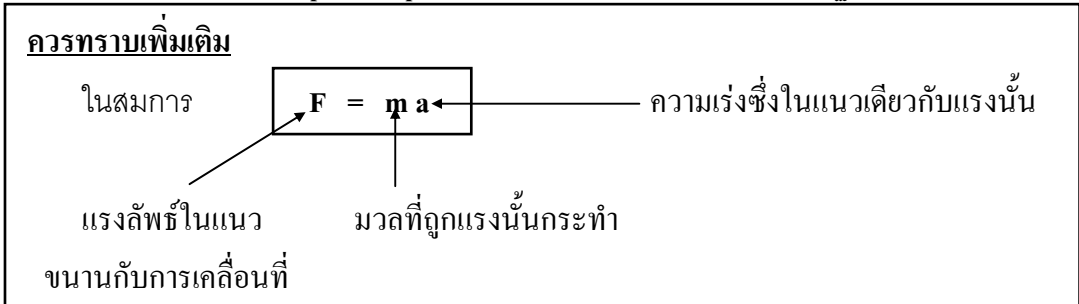 ควรทราบเพิ่มเติม
ในสมการ F = m a ความเร่งซึ่งในแนวเดียวกับแรงนั้น
แรงลัพธ์ในแนว มวลที่ถูกแรงนั้นกระทำ
ขนานกับการเคลื่อนที่